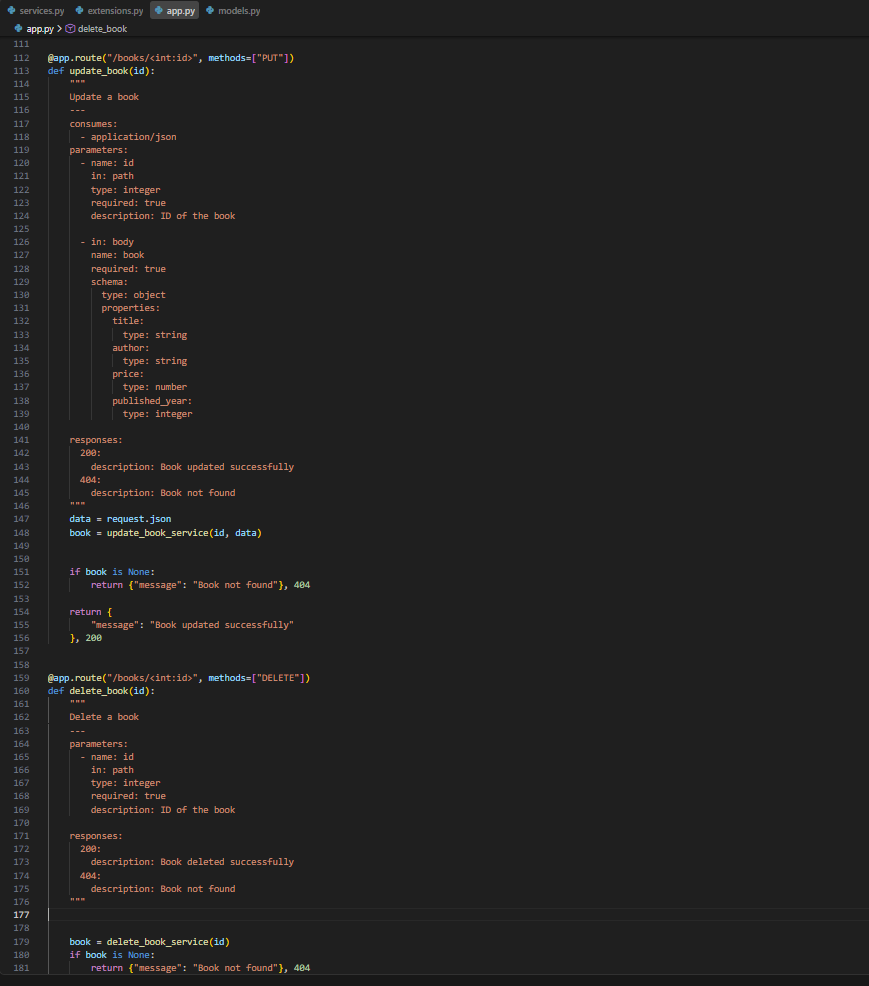 services.py extensions.py app.py models.py
app.py > delete_book
111
112 @app.route("/books/<int:id>", methods=["PUT"])
113 def update_book(id):
114     """
115     Update a book
116     ---
117     consumes:
118       - application/json
119     parameters:
120       - name: id
121         in: path
122         type: integer
123         required: true
124         description: ID of the book
125
126       - in: body
127         name: book
128         required: true
129         schema:
130           type: object
131           properties:
132             title:
133               type: string
134             author:
135               type: string
136             price:
137               type: number
138             published_year:
139               type: integer
140
141     responses:
142       200:
143         description: Book updated successfully
144       404:
145         description: Book not found
146     """
147     data = request.json
148     book = update_book_service(id, data)
149
150
151     if book is None:
152         return {"message": "Book not found"}, 404
153
154     return {
155         "message": "Book updated successfully"
156     }, 200
157
158
159 @app.route("/books/<int:id>", methods=["DELETE"])
160 def delete_book(id):
161     """
162     Delete a book
163     ---
164     parameters:
165       - name: id
166         in: path
167         type: integer
168         required: true
169         description: ID of the book
170
171     responses:
172       200:
173         description: Book deleted successfully
174       404:
175         description: Book not found
176     """
177
178
179     book = delete_book_service(id)
180     if book is None:
181         return {"message": "Book not found"}, 404